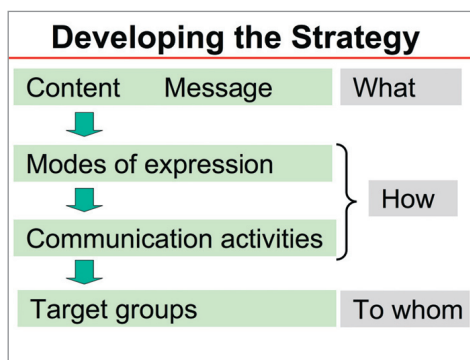 Developing the Strategy
Content Message What
Modes of expression
How
Communication activities
Target groups To whom